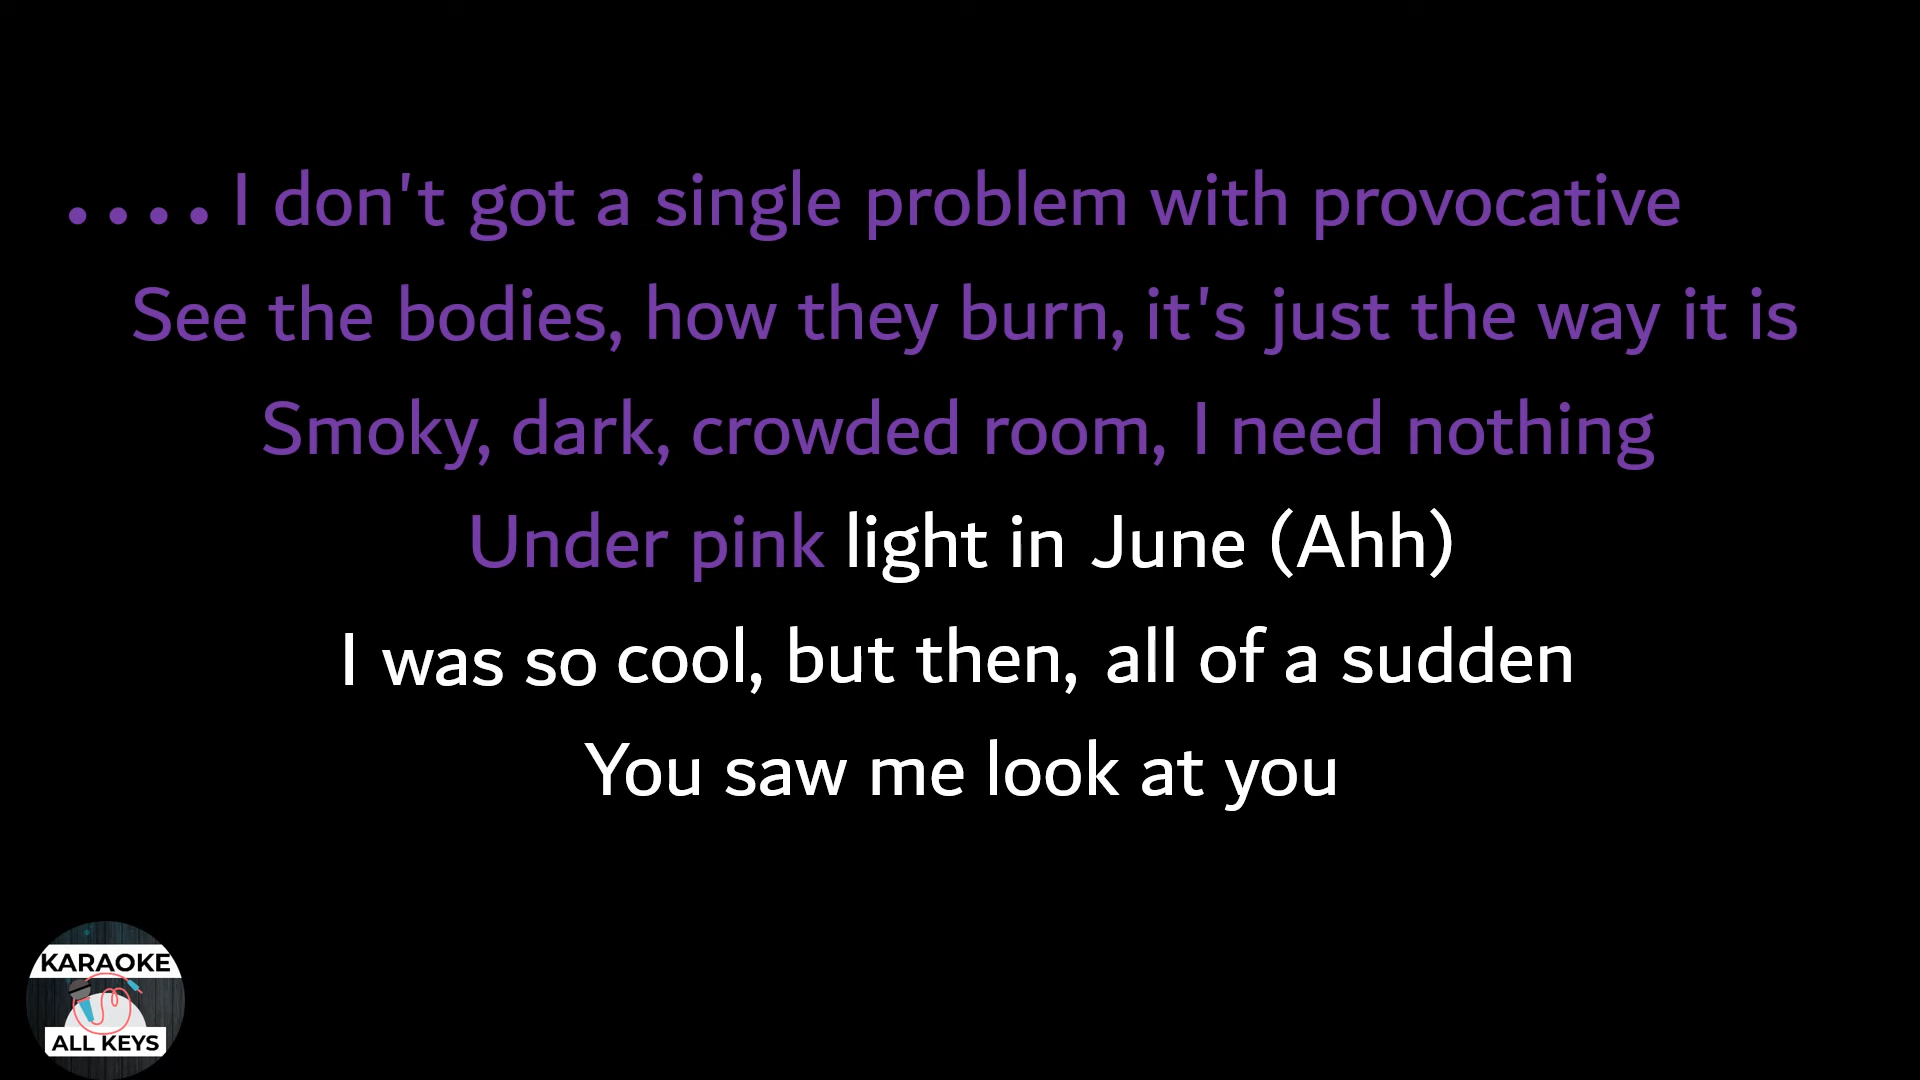 .... I don't got a single problem with provocative
See the bodies, how they burn, it's just the way it is
Smoky, dark, crowded room, I need nothing
Under pink light in June (Ahh)
I was so cool, but then, all of a sudden
You saw me look at you
KARAOKE
ALL KEYS